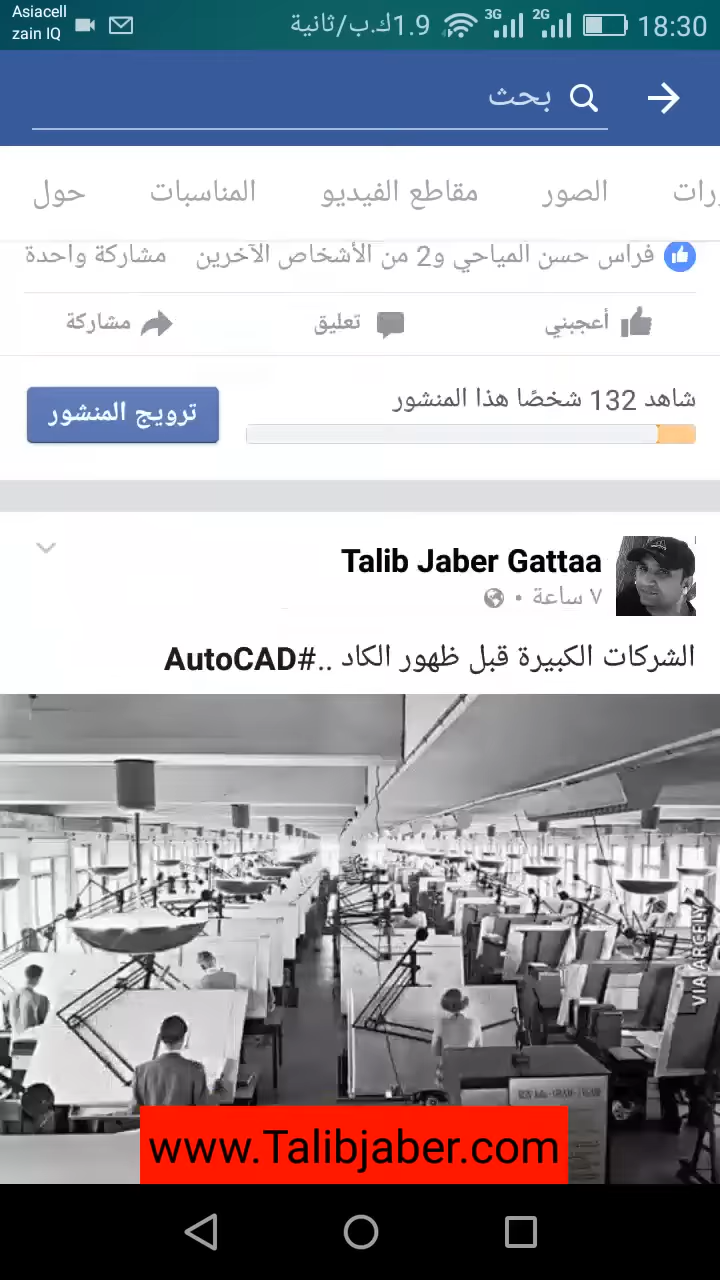 Asiacell
zain IQ
1.9ك.ب/ثانية
3G
2G
18:30
بحث
رات الصور مقاطع الفيديو المناسبات حول
فراس حسن المياحي و2 من الأشخاص الآخرين مشاركة واحدة
أعجبني تعليق مشاركة
شاهد 132 شخصًا هذا المنشور
ترويج المنشور
Talib Jaber Gattaa
٧ ساعة •
الشركات الكبيرة قبل ظهور الكاد ..#AutoCAD
www.Talibjaber.com